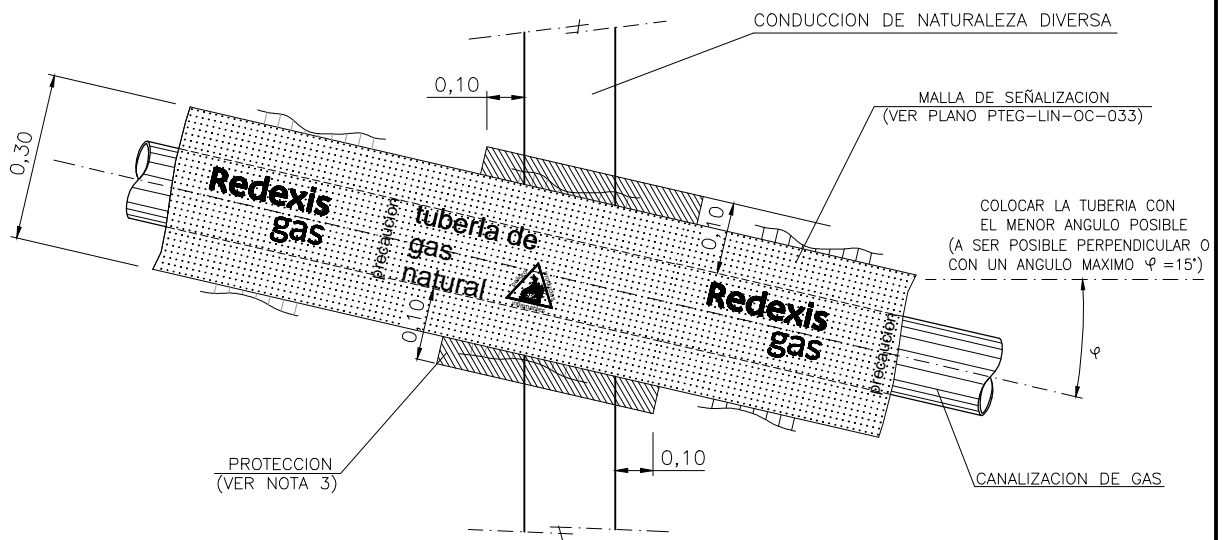 CONDUCCION DE NATURALEZA DIVERSA
0,10
MALLA DE SEÑALIZACION
(VER PLANO PTEG-LIN-OC-033)
0,30
Redexis
gas
precaucion
tuberia de
gas
natural
0,10
COLOCAR LA TUBERIA CON
EL MENOR ANGULO POSIBLE
(A SER POSIBLE PERPENDICULAR O
CON UN ANGULO MAXIMO φ =15°)
0,10
Redexis
gas
precaucion
φ
PROTECCION
(VER NOTA 3)
0,10
CANALIZACION DE GAS